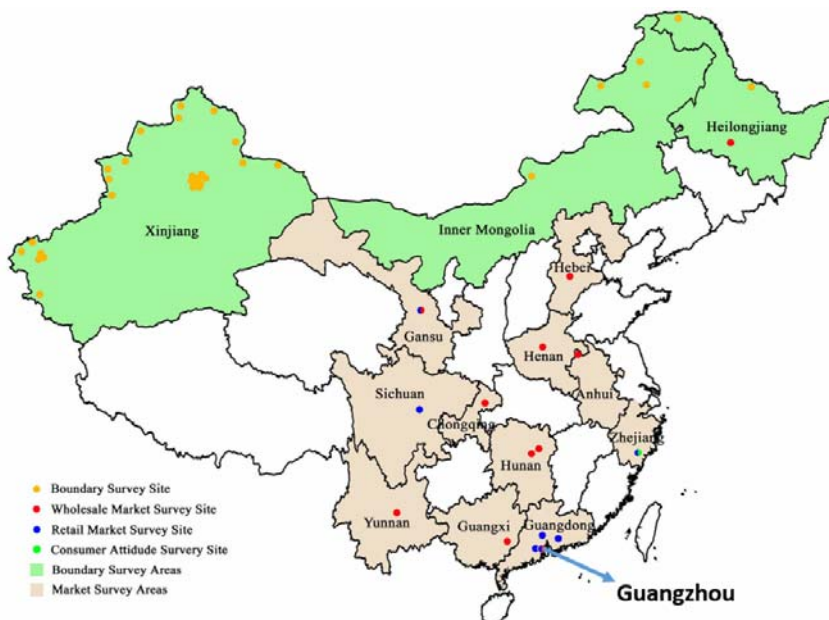 Heilongjiang
Xinjiang
Inner Mongolia
Hebei
Gansu
Henan
Sichuan
Anhui
Chongqing
Zhejiang
Hunan
Yunnan
Guangxi
Guangdong
Guangzhou
Boundary Survey Site
Wholesale Market Survey Site
Retail Market Survey Site
Consumer Attidude Survery Site
Boundary Survey Areas
Market Survey Areas